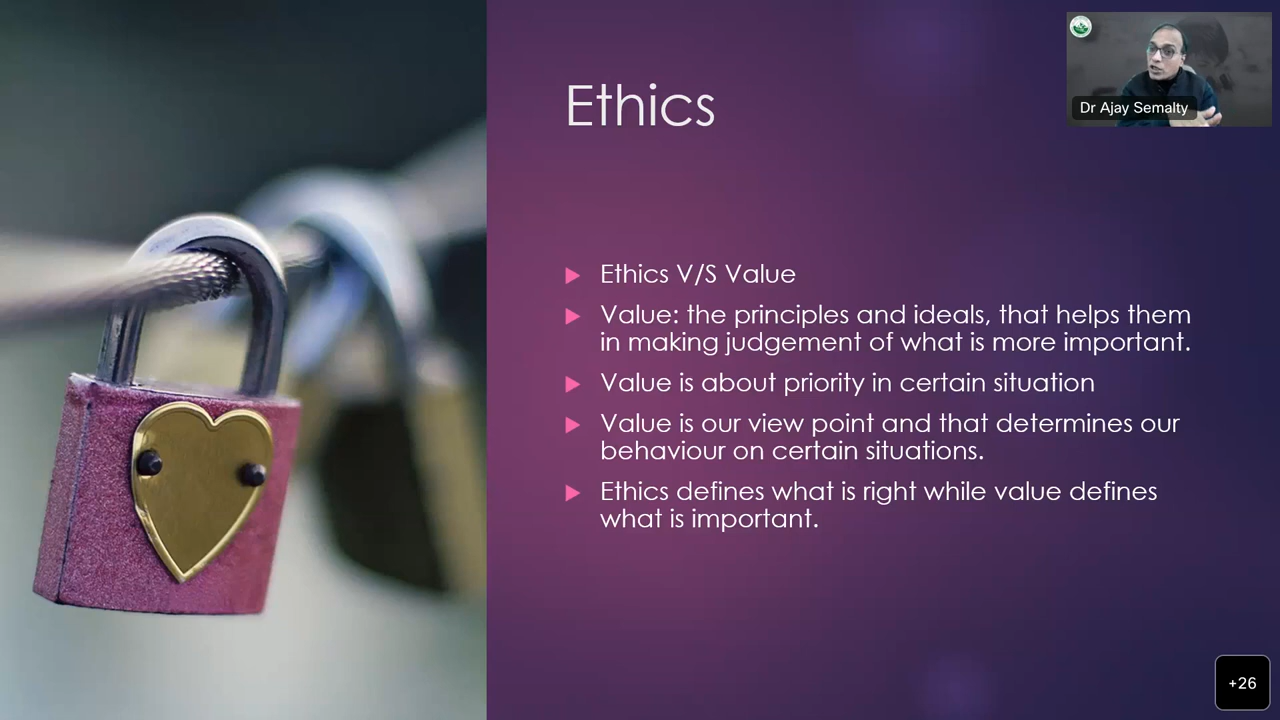 Ethics
Dr Ajay Semalty
Ethics V/S Value
Value: the principles and ideals, that helps them
in making judgement of what is more important.
Value is about priority in certain situation
Value is our view point and that determines our
behaviour on certain situations.
Ethics defines what is right while value defines
what is important.
+26